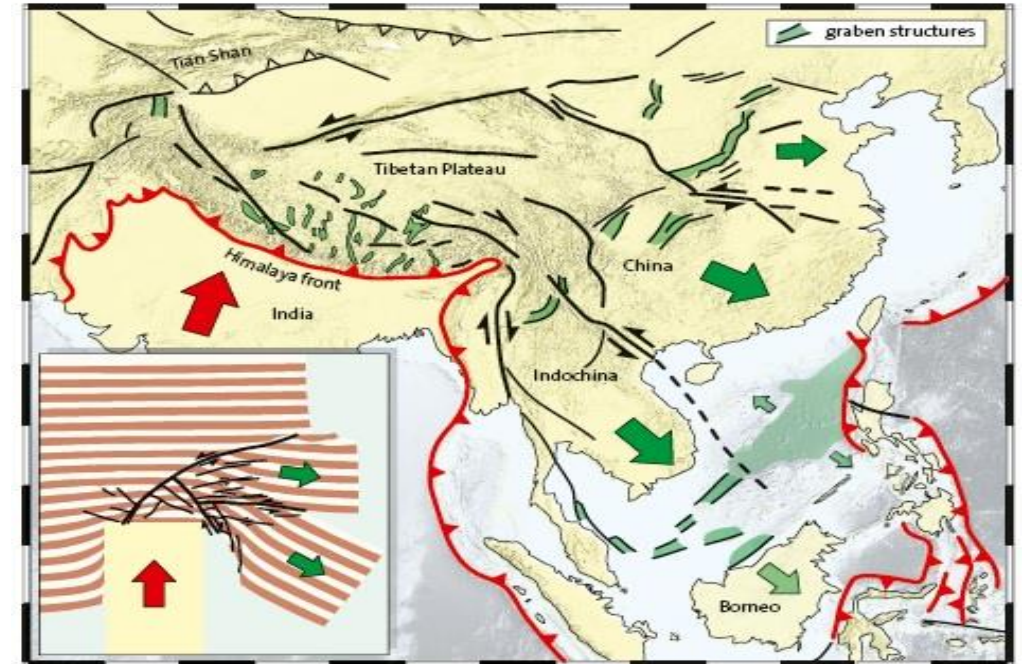 graben structures
Tian Shan
Tibetan Plateau
Himalaya front
China
India
Indochina
Borneo